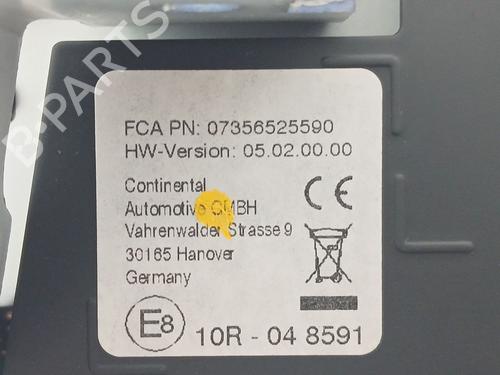 B-PARTS
FCA PN: 07356525590
HW-Version: 05.02.00.00
Continental
Automotive GMBH
Vahrenwalder Strasse 9
30165 Hanover
Germany
CE
E8
10R - 04 8591